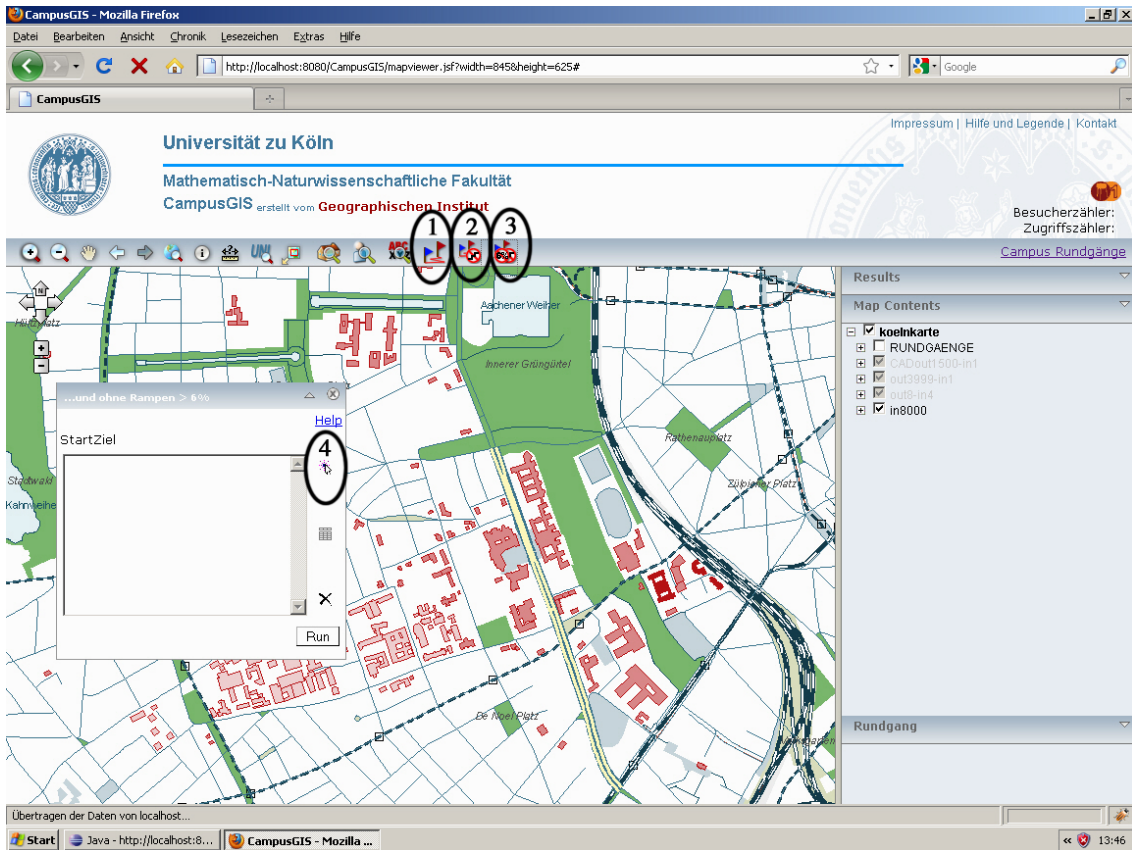 CampusGIS - Mozilla Firefox
Datei Bearbeiten Ansicht Chronik Lesezeichen Extras Hilfe
http://localhost:8080/CampusGIS/mapviewer.jsf?width=845&height=625#
Google
CampusGIS
Impressum | Hilfe und Legende | Kontakt
Universität zu Köln
Mathematisch-Naturwissenschaftliche Fakultät
CampusGIS erstellt vom Geographischen Institut
Besucherzähler:
Zugriffszähler:
1 2 3
UNI
Campus Rundgänge
Results
Map Contents
koelnkarte
RUNDGAENGE
CADout1500-in1
out3999-in1
out8-in4
in8000
N
Aachener Weiher
Innerer Grüngürtel
Rathenauplatz
Zülpicher Platz
Stadtwald
Kahnweihe
De Noel Platz
...und ohne Rampen > 6%
Help
StartZiel
4
Run
Rundgang
Übertragen der Daten von localhost...
Start
Java - http://localhost:8...
CampusGIS - Mozilla ...
13:46